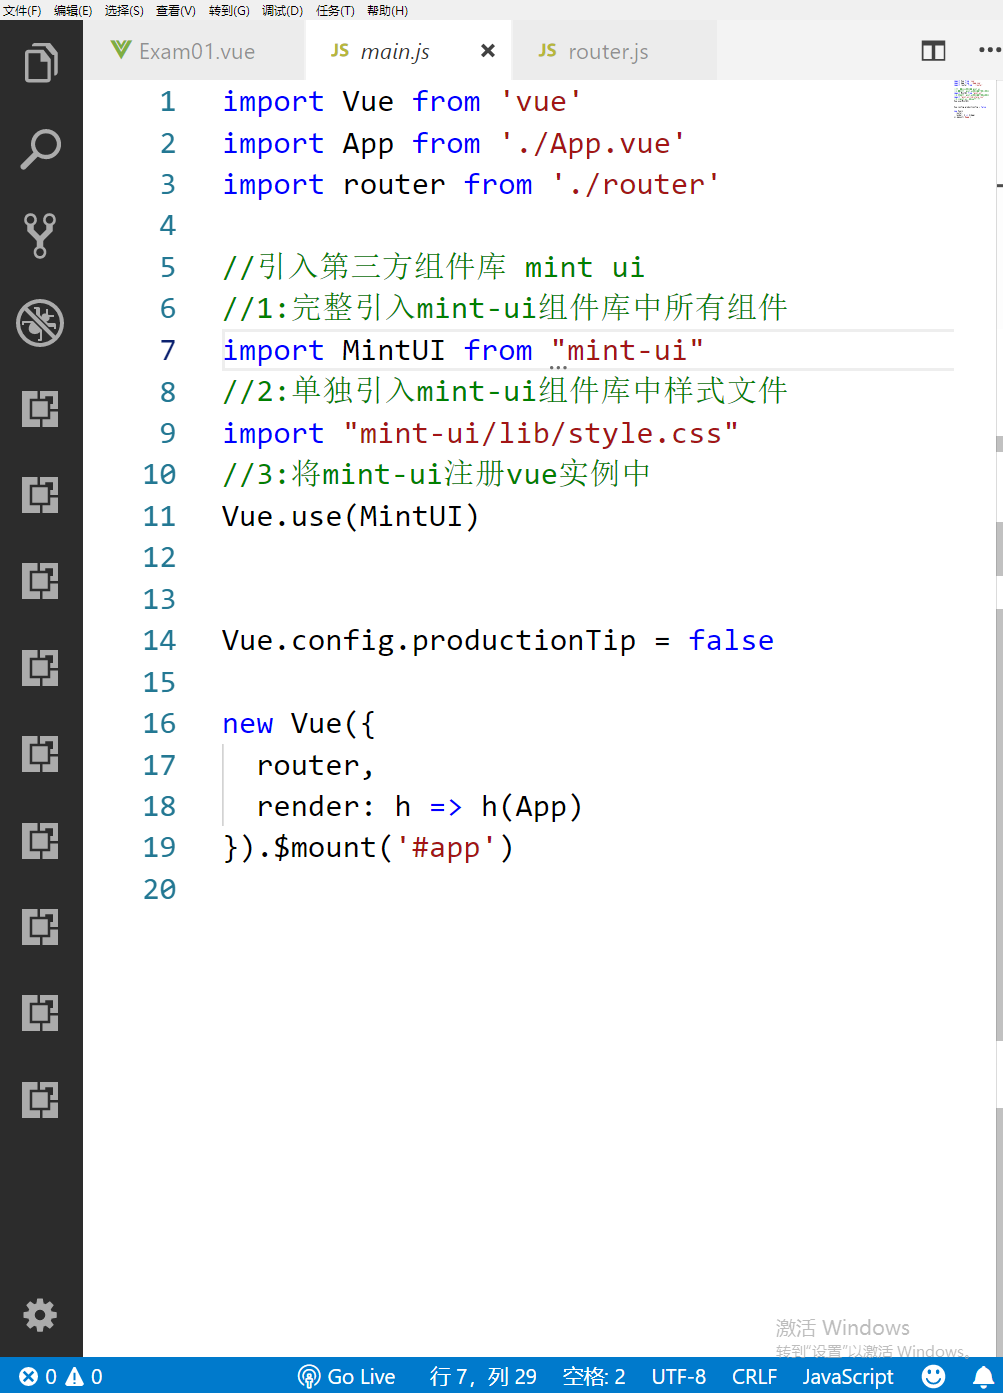 文件(F) 编辑(E) 选择(S) 查看(V) 转到(G) 调试(D) 任务(T) 帮助(H)
Exam01.vue JS main.js × JS router.js
1 import Vue from 'vue'
2 import App from './App.vue'
3 import router from './router'
4
5 //引入第三方组件库 mint ui
6 //1:完整引入mint-ui组件库中所有组件
7 import MintUI from "mint-ui"
8 //2:单独引入mint-ui组件库中样式文件
9 import "mint-ui/lib/style.css"
10 //3:将mint-ui注册vue实例中
11 Vue.use(MintUI)
12
13
14 Vue.config.productionTip = false
15
16 new Vue({
17   router,
18   render: h => h(App)
19 }).$mount('#app')
20
激活 Windows
转到"设置"以激活 Windows。
0 0 Go Live 行 7，列 29 空格: 2 UTF-8 CRLF JavaScript